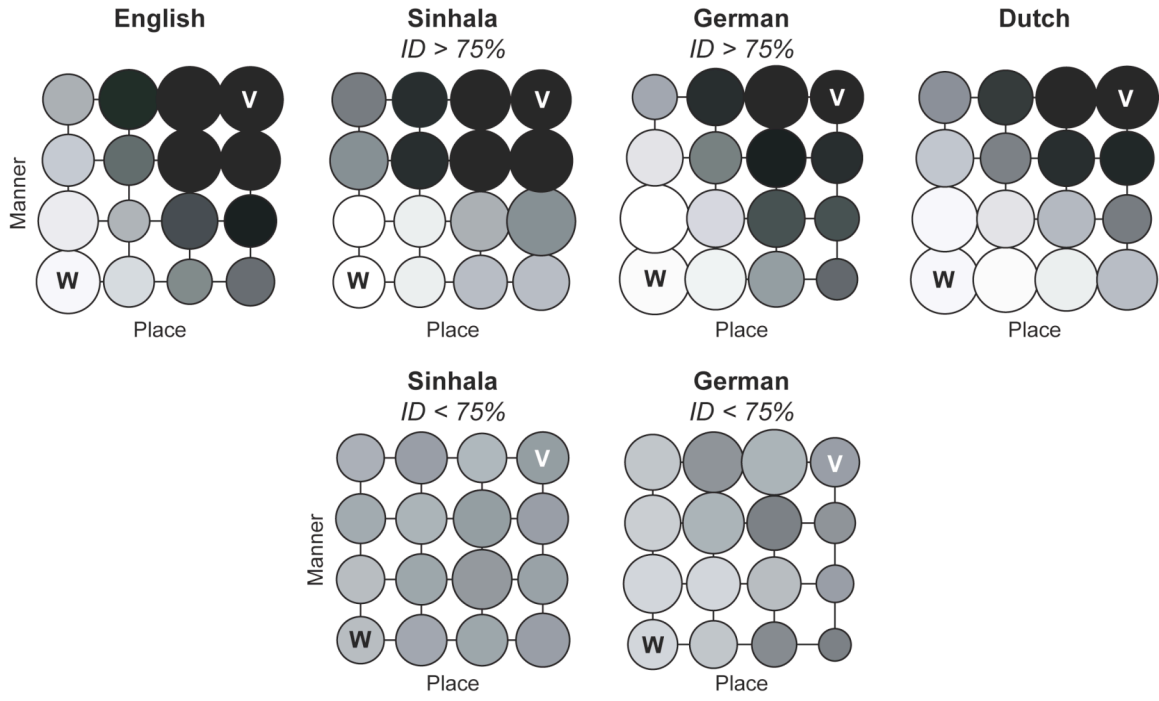 English
Sinhala
ID > 75%
German
ID > 75%
Dutch
V
V
V
V
Manner
W
W
W
W
Place
Place
Place
Place
Sinhala
ID < 75%
German
ID < 75%
V
V
Manner
W
W
Place
Place